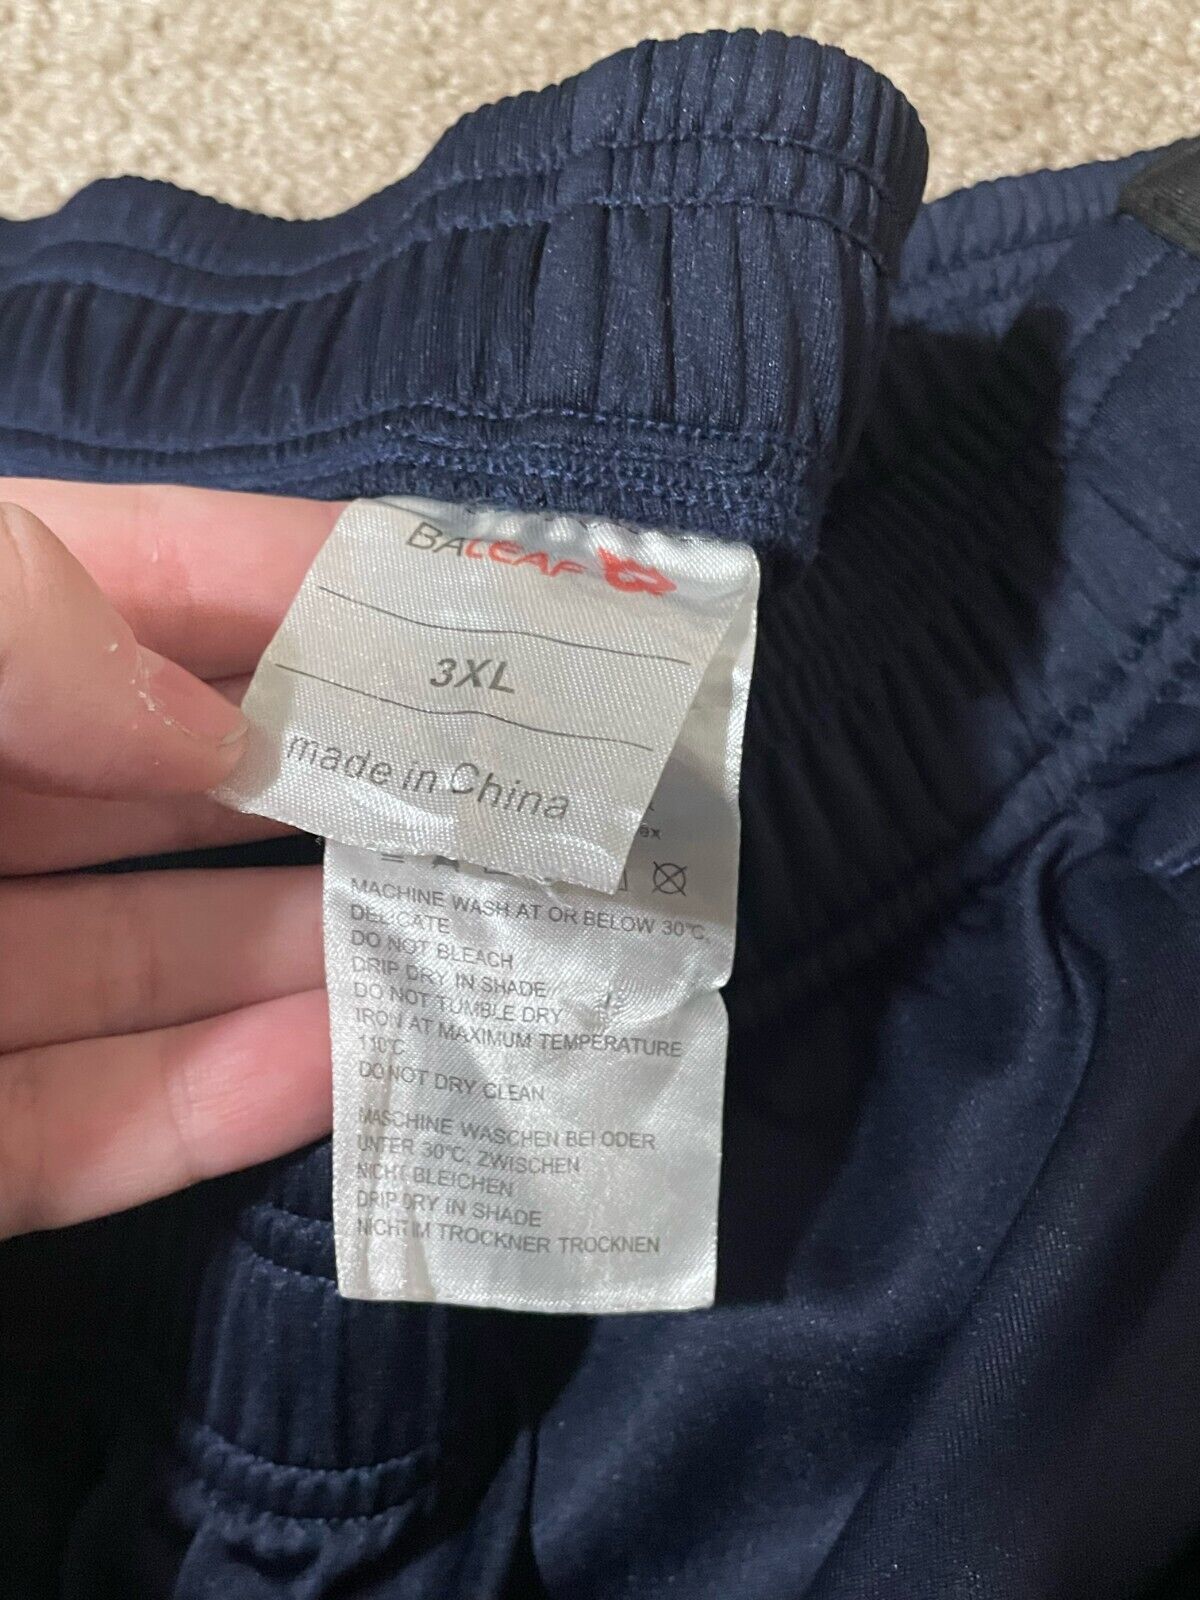 BALEAF
3XL
made in China
MACHINE WASH AT OR BELOW 30℃,
DELICATE
DO NOT BLEACH
DRIP DRY IN SHADE
DO NOT TUMBLE DRY
IRON AT MAXIMUM TEMPERATURE
110℃
DO NOT DRY CLEAN
MASCHINE WASCHEN BEI ODER
UNTER 30℃, ZWISCHEN
NICHT BLEICHEN
DRIP DRY IN SHADE
NICHT IM TROCKNER TROCKNEN